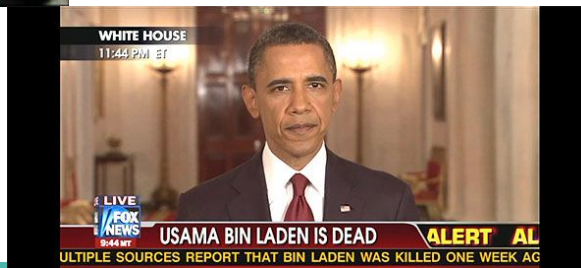 WHITE HOUSE
11:44 PM ET
LIVE
FOX
NEWS
9:44 MT
USAMA BIN LADEN IS DEAD
ALERT AL
ULTIPLE SOURCES REPORT THAT BIN LADEN WAS KILLED ONE WEEK AG